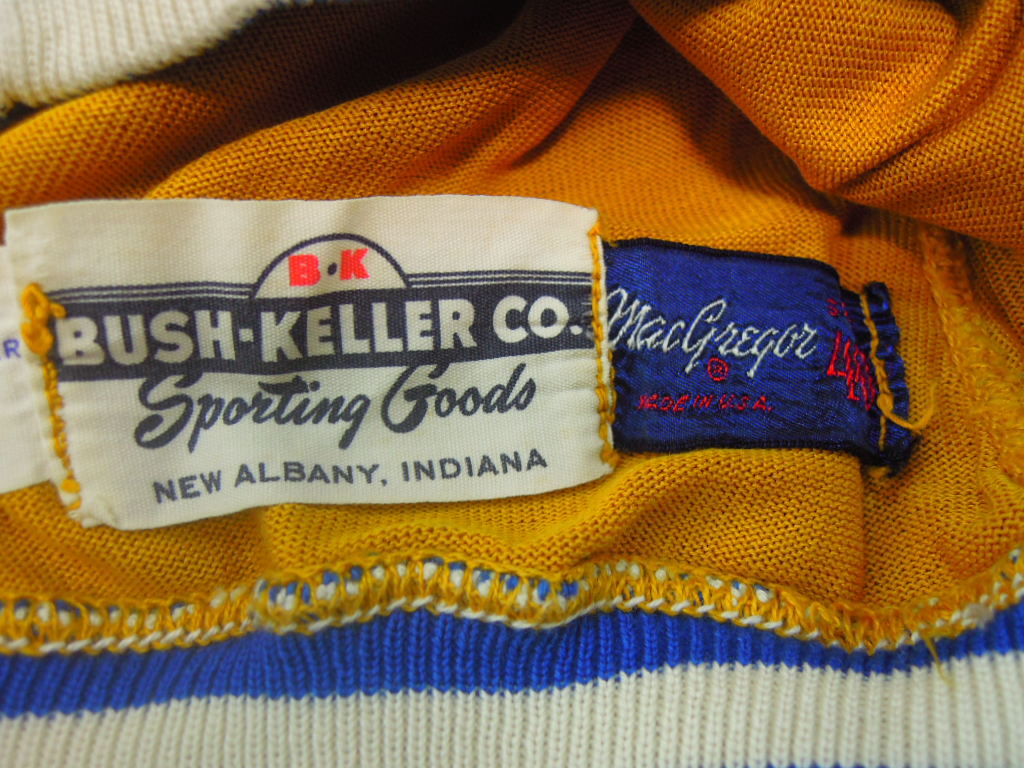 B·K
BUSH-KELLER CO.
Sporting Goods
NEW ALBANY, INDIANA
MacGregor
®
MADE IN U.S.A.
R